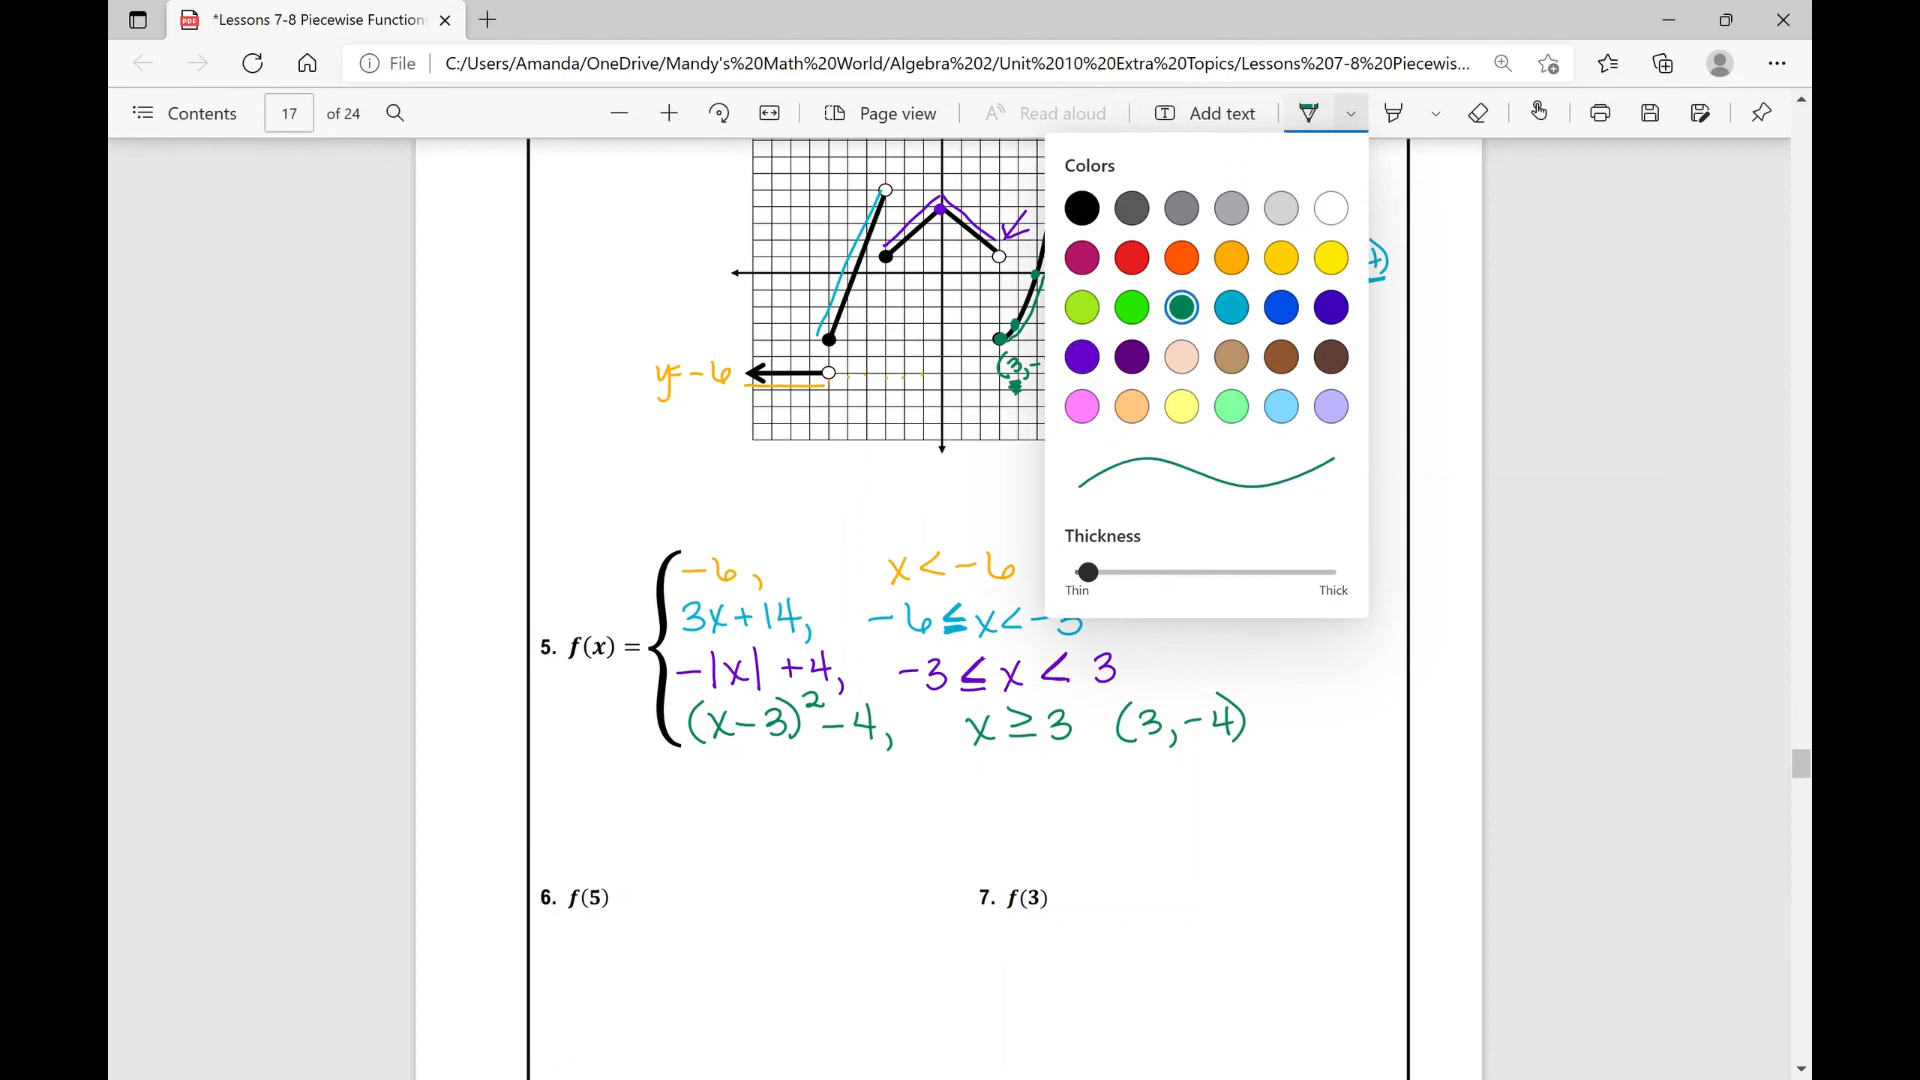 *Lessons 7-8 Piecewise Function
File
C:/Users/Amanda/OneDrive/Mandy's%20Math%20World/Algebra%202/Unit%2010%20Extra%20Topics/Lessons%207-8%20Piecewis...
Contents
17 of 24
Page view
Read aloud
Add text
Colors
Thickness
Thin Thick
y=-6
(3,-
-6, x<-6
3x+14, -6≤x<-3
5. f(x) =
-|x|+4, -3≤x<3
(x-3)²-4, x≥3 (3,-4)
6. f(5)
7. f(3)